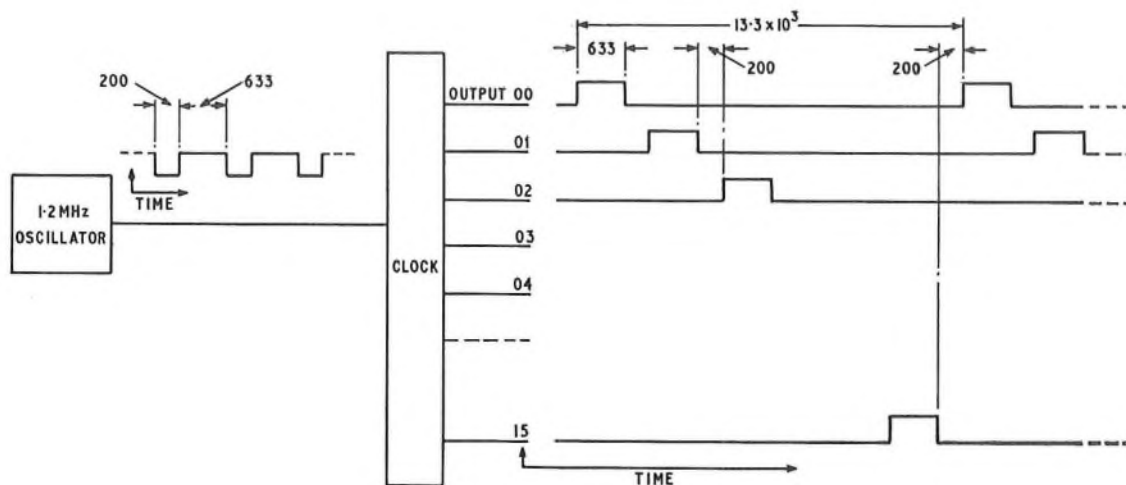 13·3 x 10³
633
200
200
200
633
OUTPUT 00
01
02
03
04
15
TIME
1·2 MHz
OSCILLATOR
CLOCK
TIME